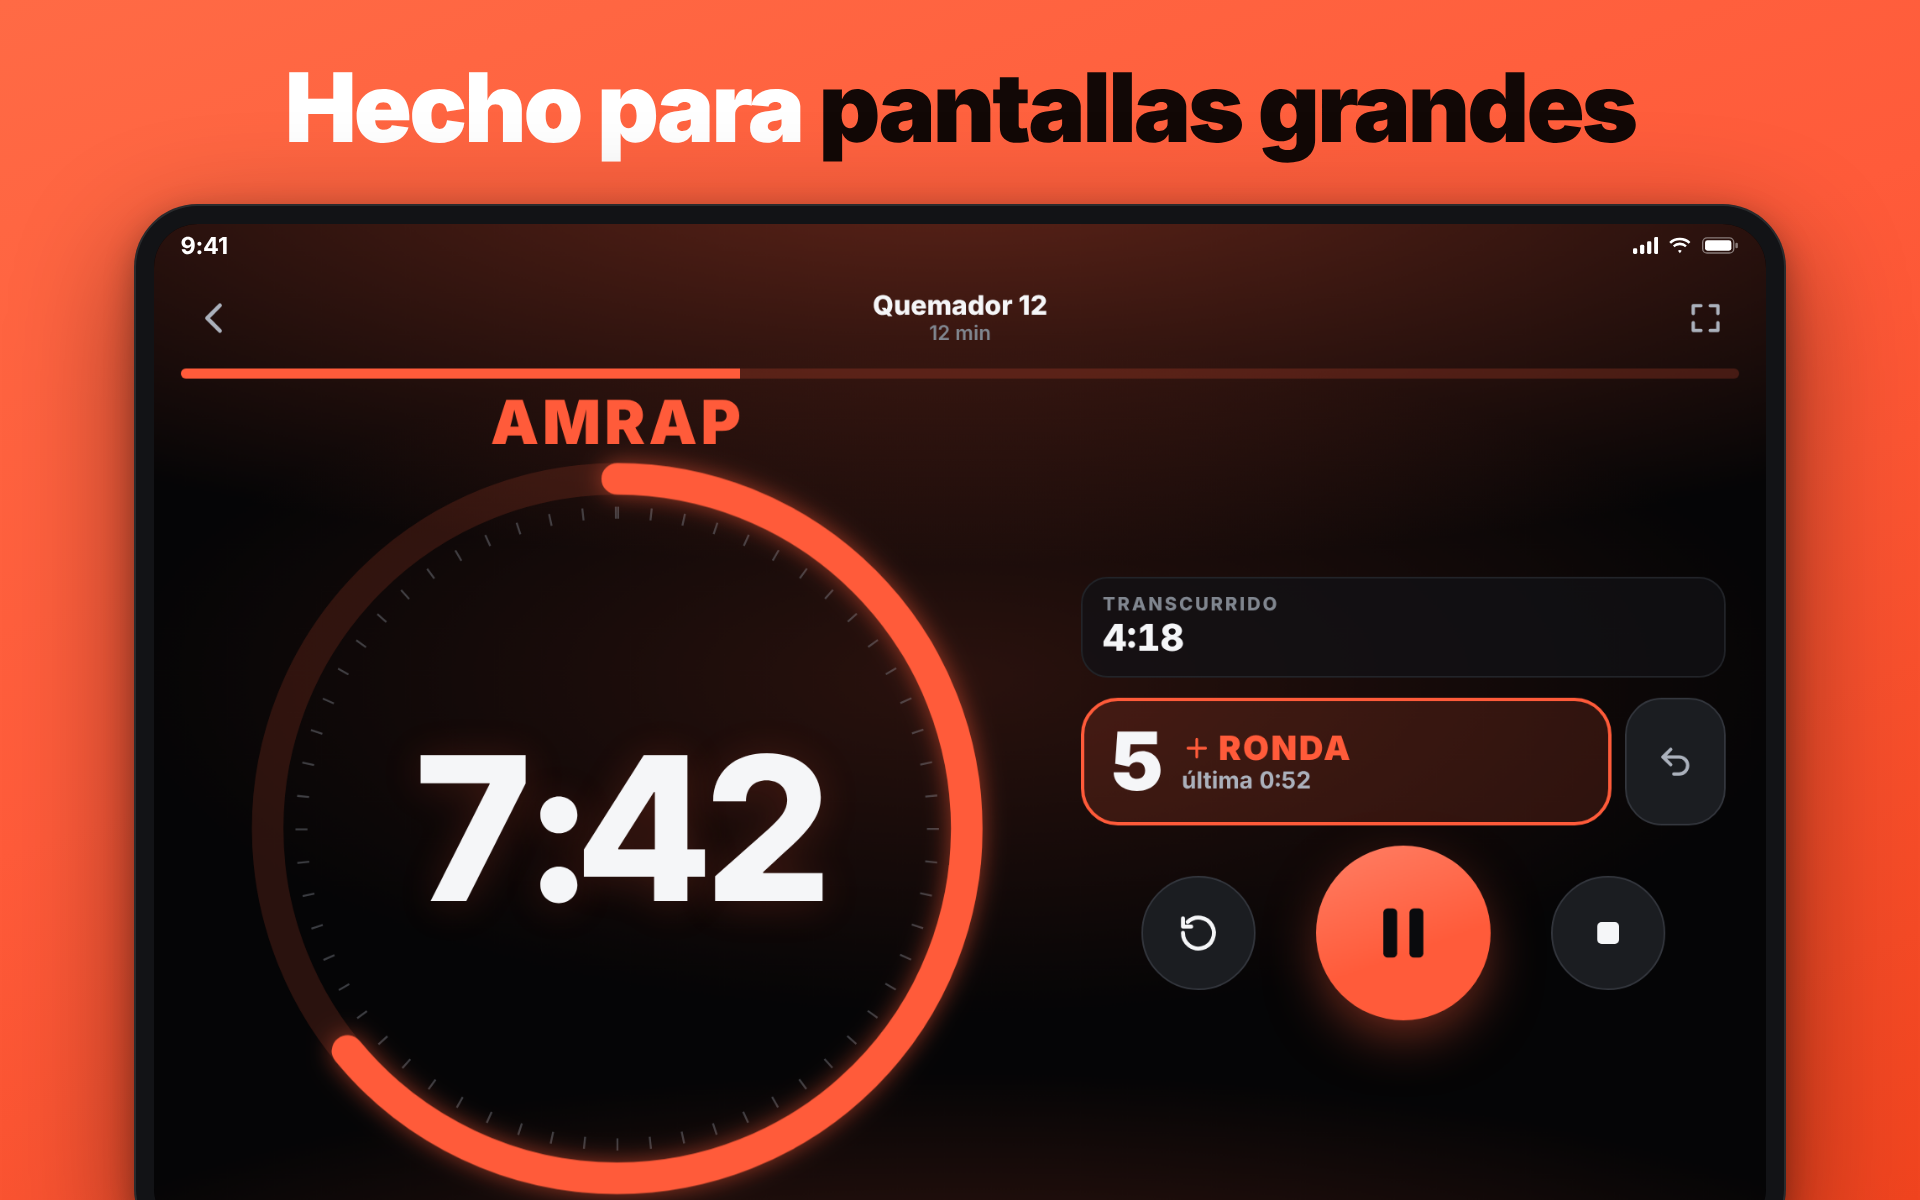 Hecho para pantallas grandes
9:41
Quemador 12
12 min
AMRAP
7:42
TRANSCURRIDO
4:18
5 + RONDA
última 0:52